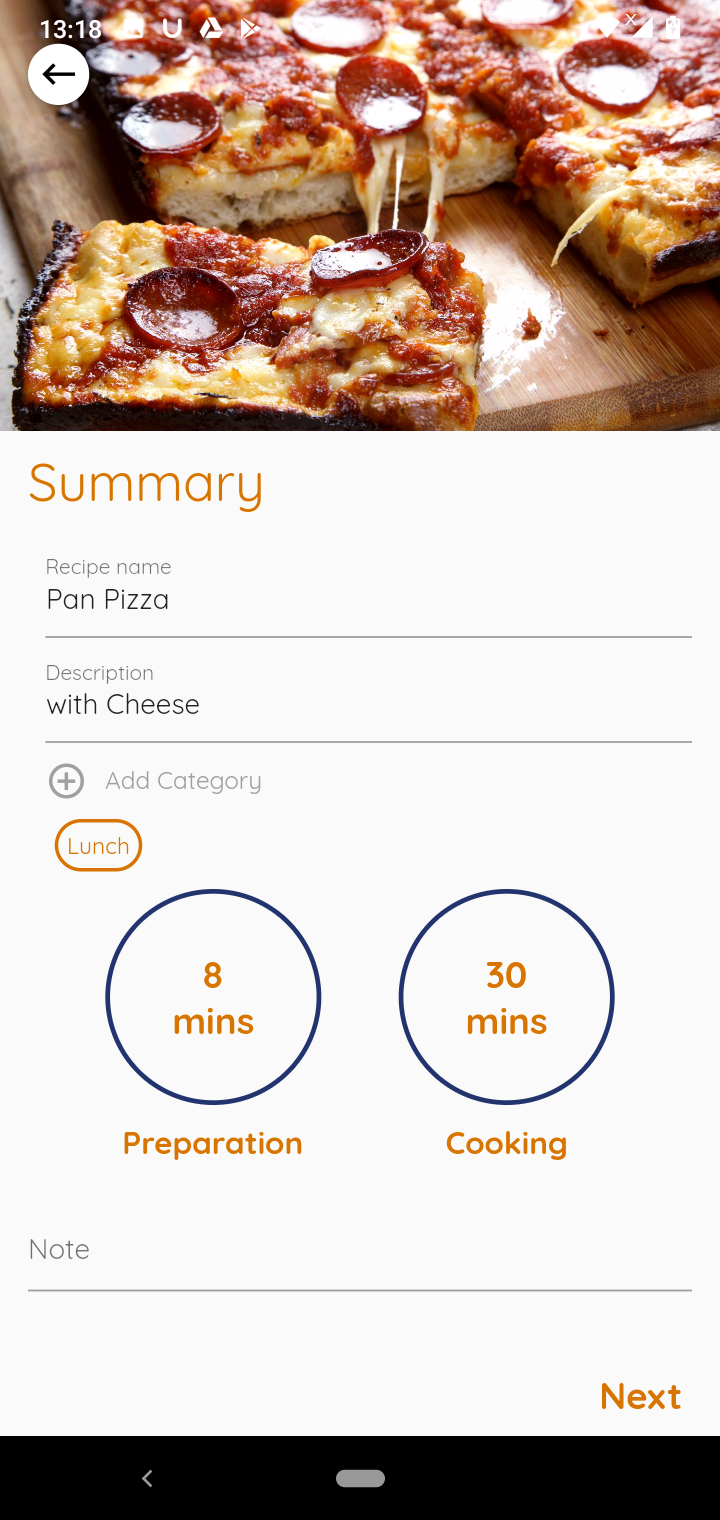 13:18
Summary
Recipe name
Pan Pizza
Description
with Cheese
Add Category
Lunch
8
mins
30
mins
Preparation
Cooking
Note
Next